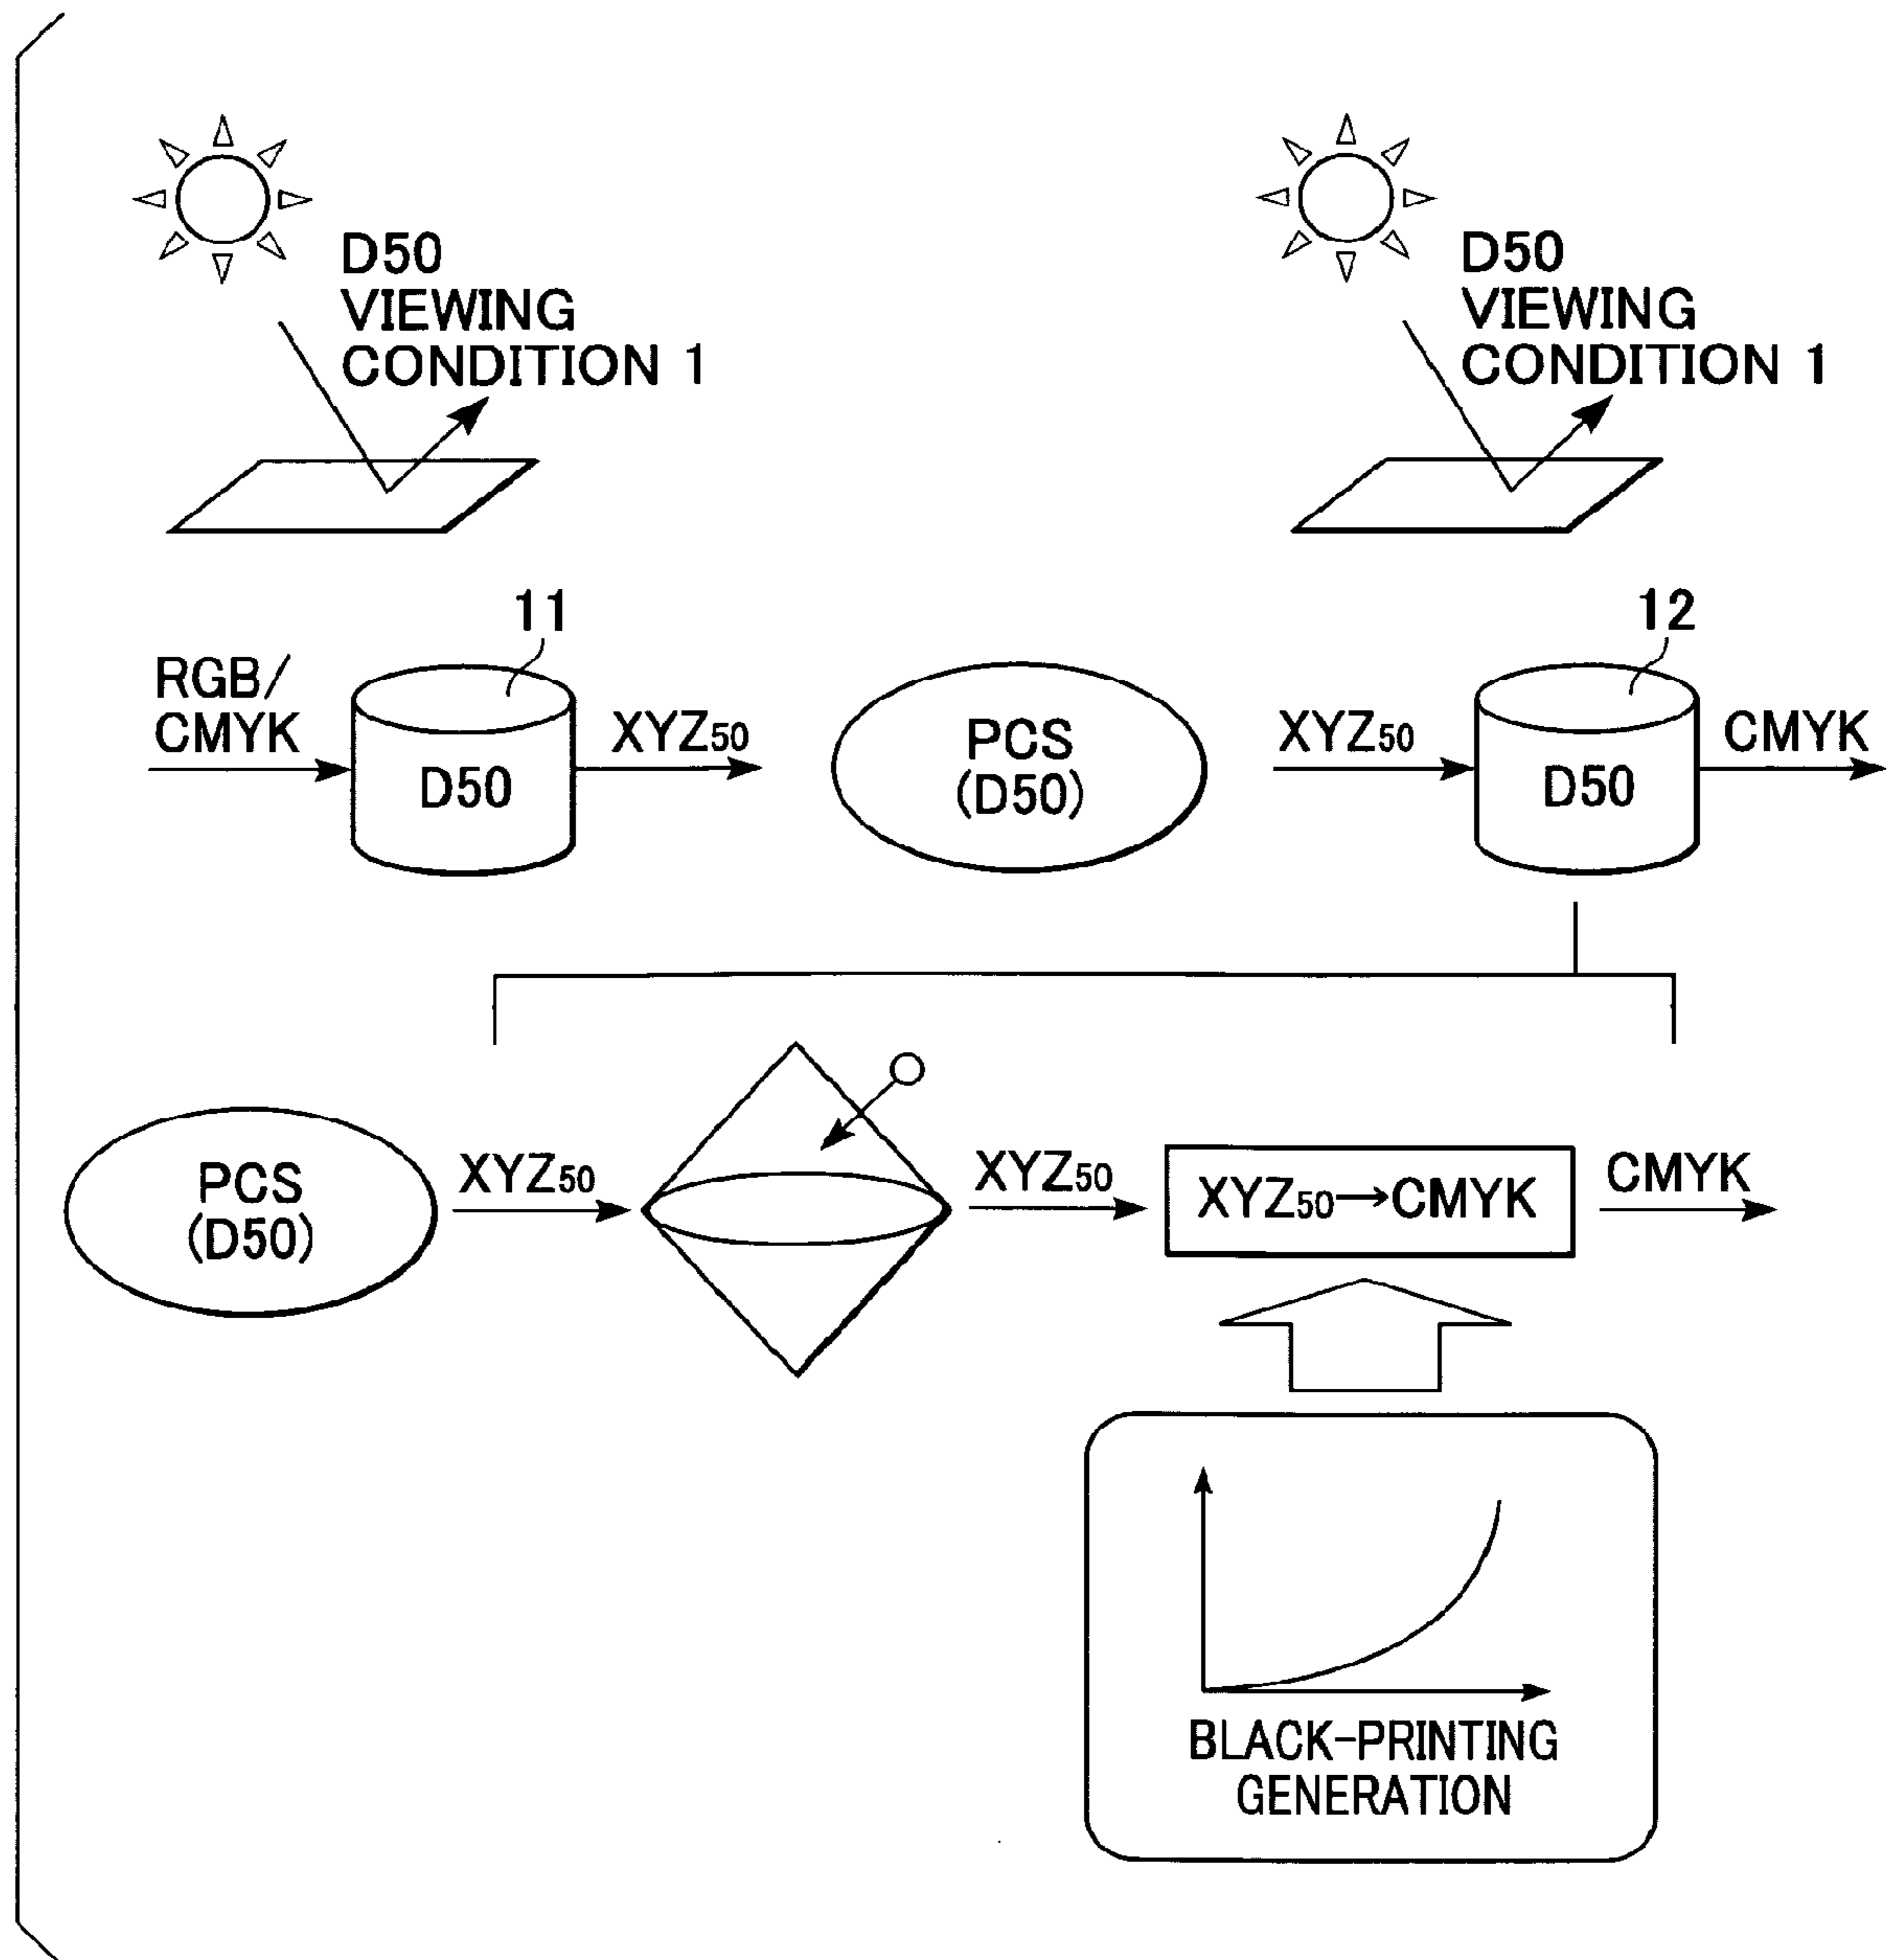 D50
VIEWING
CONDITION 1
D50
VIEWING
CONDITION 1
11
12
RGB/
CMYK
D50
XYZ50
PCS
(D50)
XYZ50
D50
CMYK
PCS
(D50)
XYZ50
XYZ50
XYZ50→CMYK
CMYK
BLACK-PRINTING
GENERATION